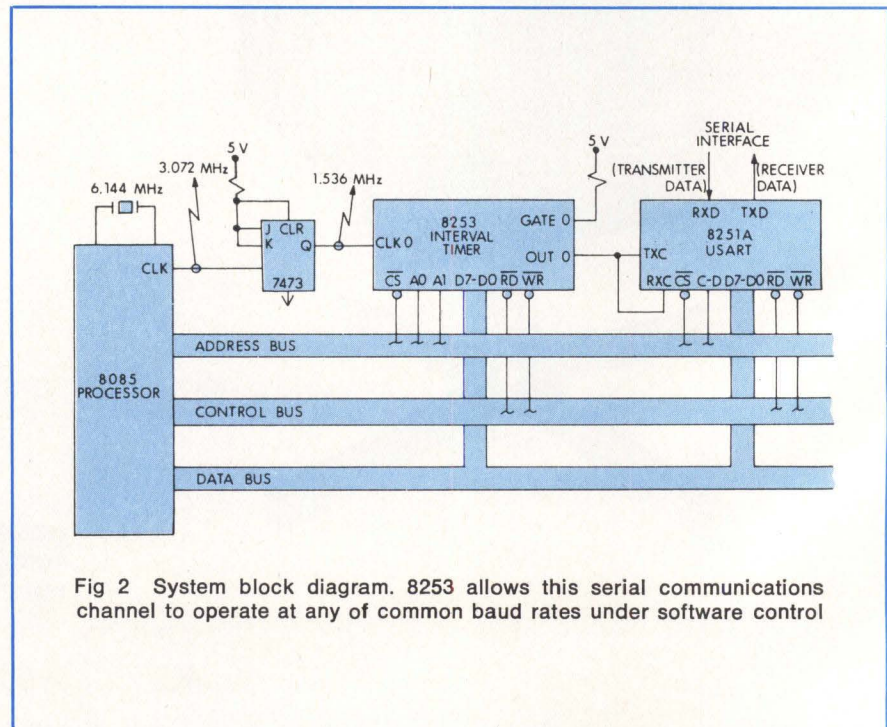 6.144 MHz
3.072 MHz
5 V
1.536 MHz
5 V
SERIAL
INTERFACE
(TRANSMITTER
DATA)
(RECEIVER
DATA)
CLK
J CLR
K Q
7473
CLK 0
8253
INTERVAL
TIMER
GATE 0
OUT 0
CS A0 A1 D7-D0 RD WR
RXD TXD
8251A
USART
TXC
RXC CS C-D D7-D0 RD WR
8085
PROCESSOR
ADDRESS BUS
CONTROL BUS
DATA BUS
Fig 2 System block diagram. 8253 allows this serial communications
channel to operate at any of common baud rates under software control